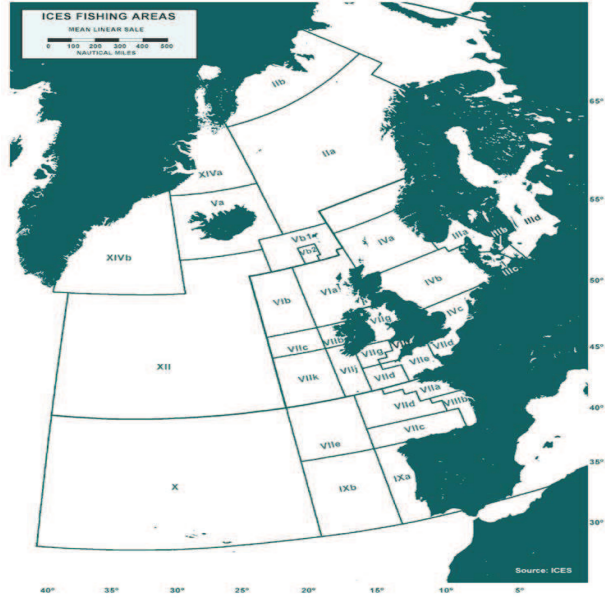 ICES FISHING AREAS
MEAN LINEAR SALE
0 100 200 300 400 500
NAUTICAL MILES
IIb
65°
IIa
XIVa
Va
55°
IIId
Vb1
IVa
IIIa
IIIb
Vb2
XIVb
IIIc
50°
VIb
VIa
IVb
IVc
VIIg
VIIc
VIIb
45°
VIIg
VIId
VIIe
XII
VIIk
VIIj
VIId
VIIa
40°
VIId
VIIIb
VIIc
VIIe
35°
X
IXb
IXa
30°
Source: ICES
40° 35° 30° 25° 20° 15° 10° 5°